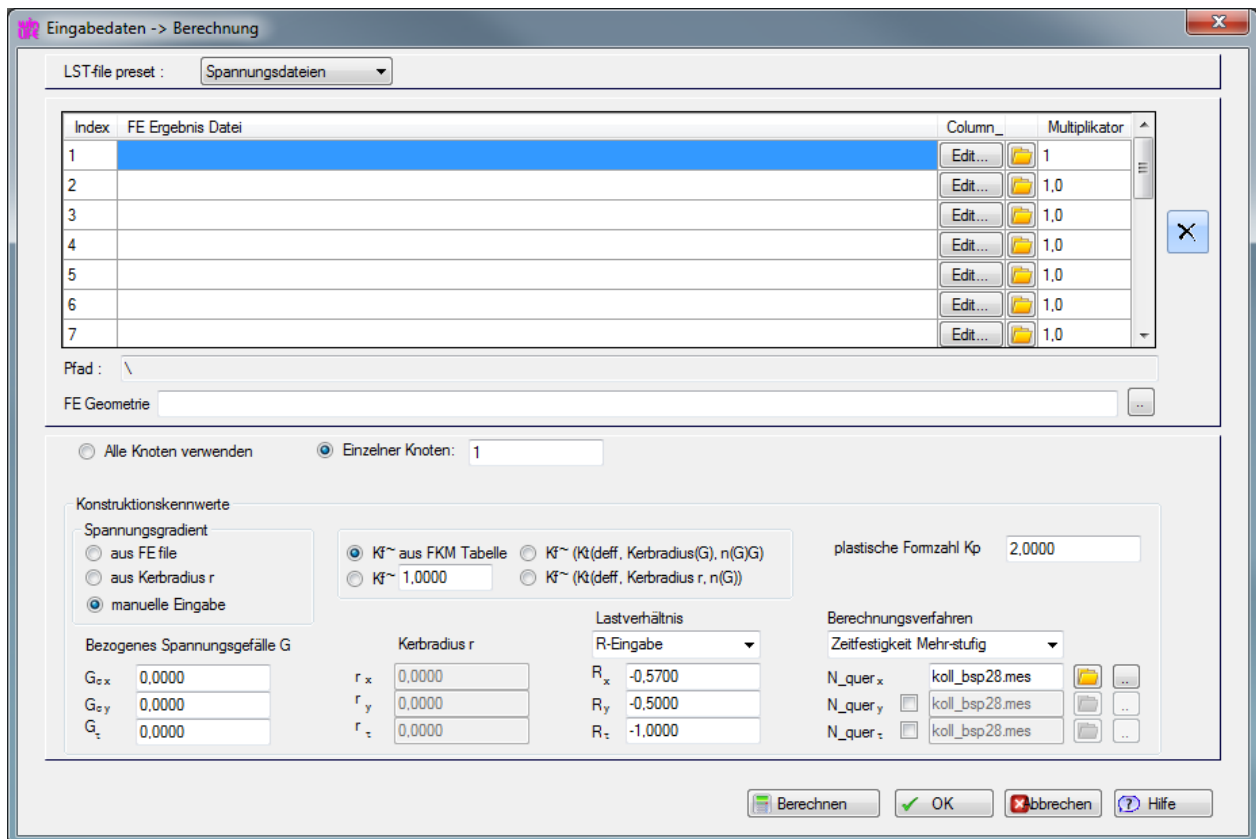 win LIFE Eingabedaten -> Berechnung
LST-file preset : Spannungsdateien
Index FE Ergebnis Datei Column_ Multiplikator
1 Edit... 1
2 Edit... 1,0
3 Edit... 1,0
4 Edit... 1,0
5 Edit... 1,0
6 Edit... 1,0
7 Edit... 1,0
Pfad : \
FE Geometrie ..
Alle Knoten verwenden Einzelner Knoten: 1
Konstruktionskennwerte
Spannungsgradient
aus FE file
aus Kerbradius r
manuelle Eingabe
Kf~ aus FKM Tabelle Kf~ (Kt(deff, Kerbradius(G), n(G)G)
Kf~ 1,0000 Kf~ (Kt(deff, Kerbradius r, n(G))
plastische Formzahl Kp 2,0000
Bezogenes Spannungsgefälle G Kerbradius r Lastverhältnis Berechnungsverfahren
R-Eingabe Zeitfestigkeit Mehr-stufig
Gσx 0,0000 r x 0,0000 Rx -0,5700 N_quer x koll_bsp28.mes ..
Gσy 0,0000 r y 0,0000 Ry -0,5000 N_quer y koll_bsp28.mes ..
Gτ 0,0000 r τ 0,0000 Rτ -1,0000 N_quer τ koll_bsp28.mes ..
Berechnen OK Abbrechen Hilfe